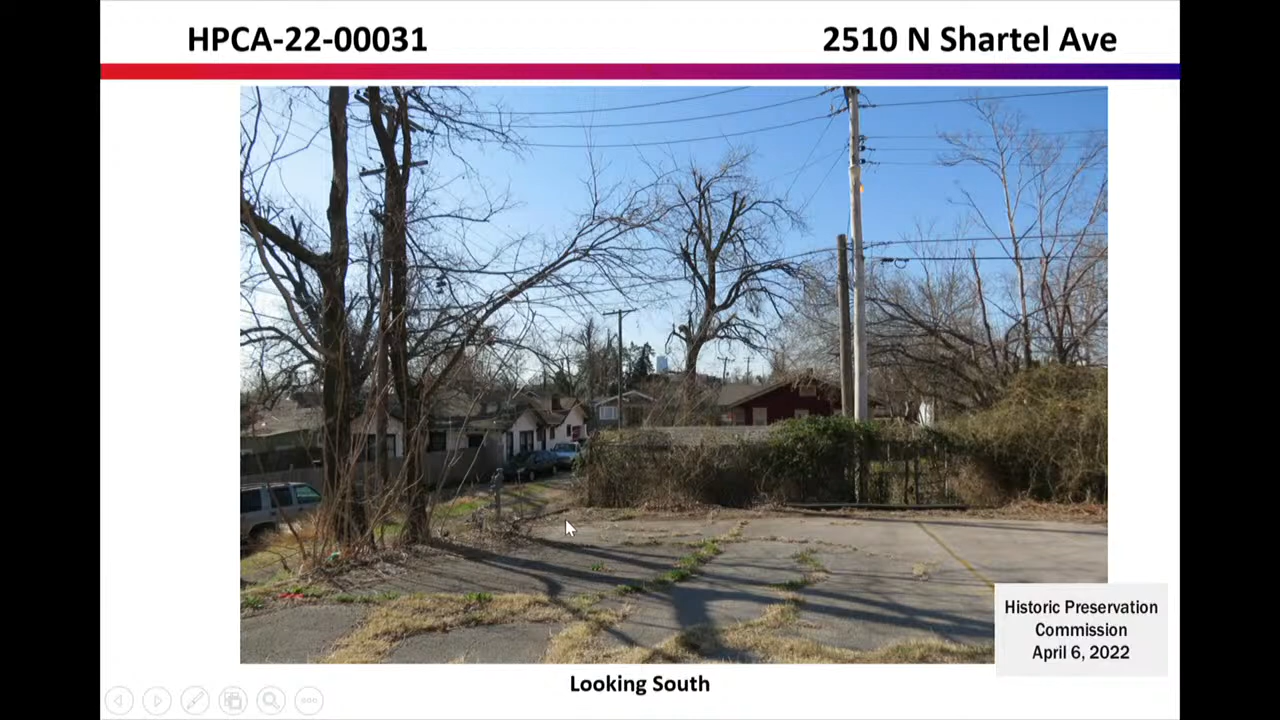 HPCA-22-00031
2510 N Shartel Ave
Historic Preservation
Commission
April 6, 2022
Looking South